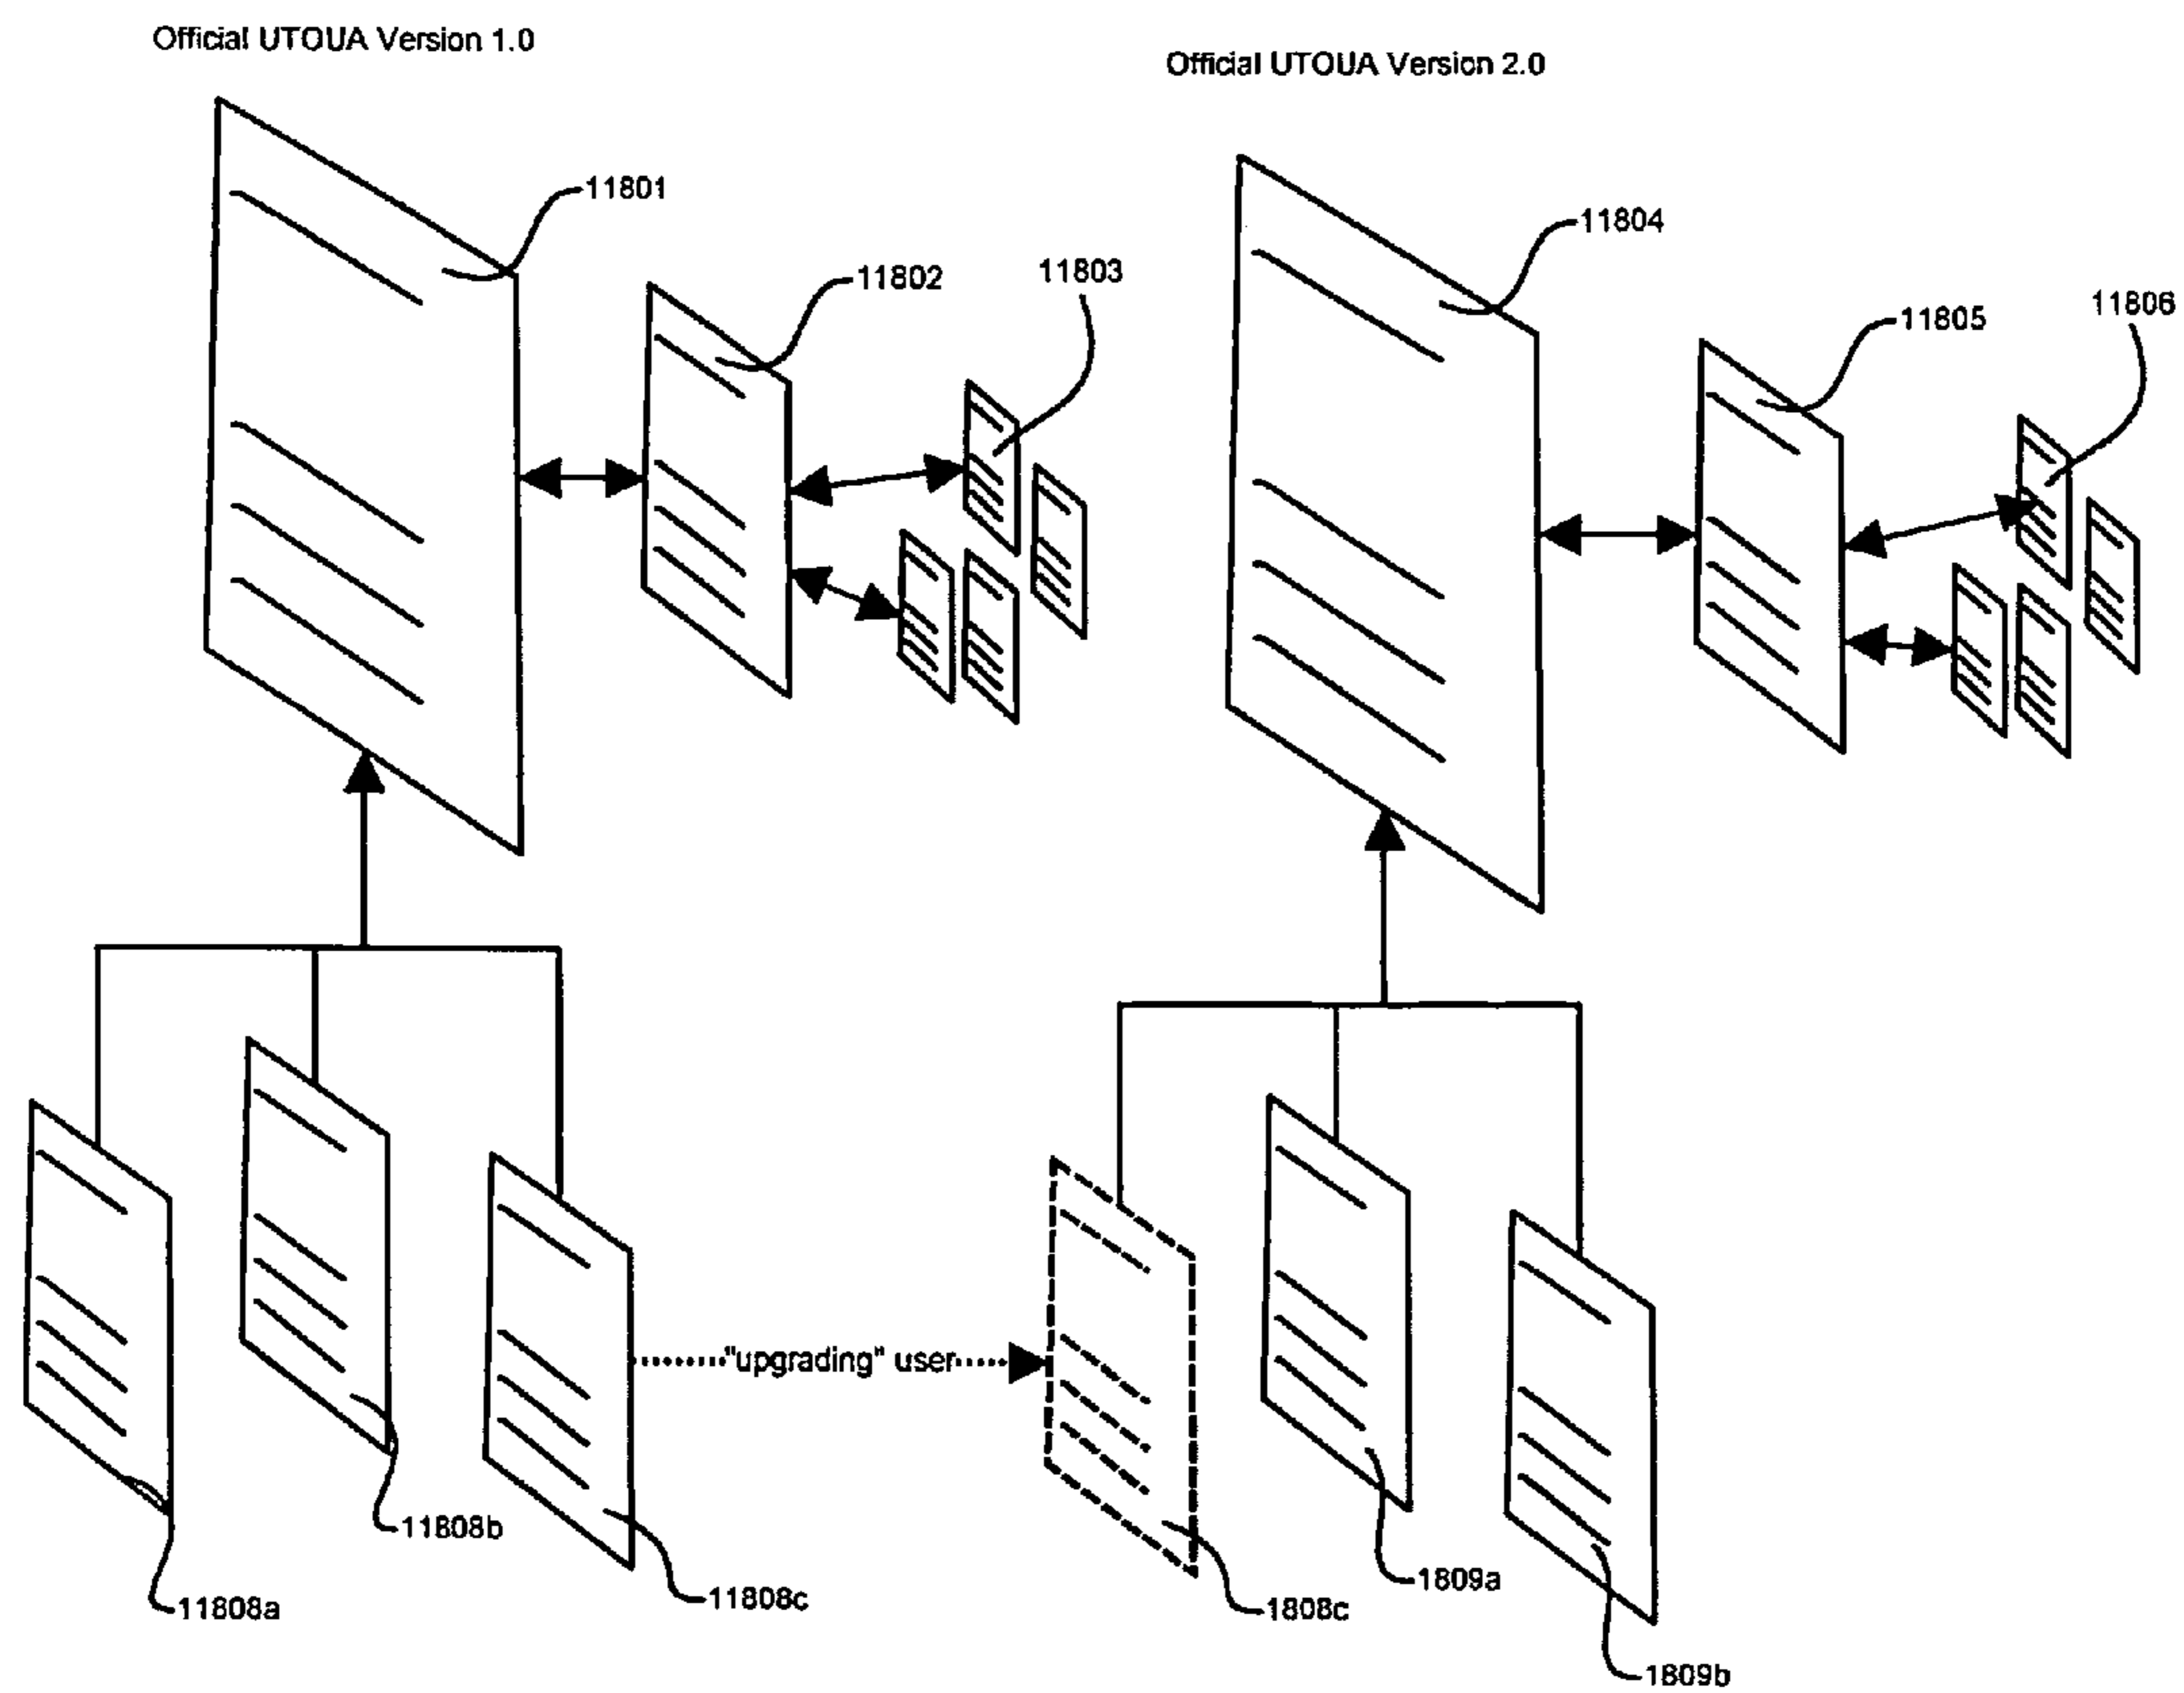 Official UTOUA Version 1.0
Official UTOUA Version 2.0
11801
11804
11802
11803
11805
11806
"upgrading" user
11808b
11808a
11808c
1808c
1809a
1809b